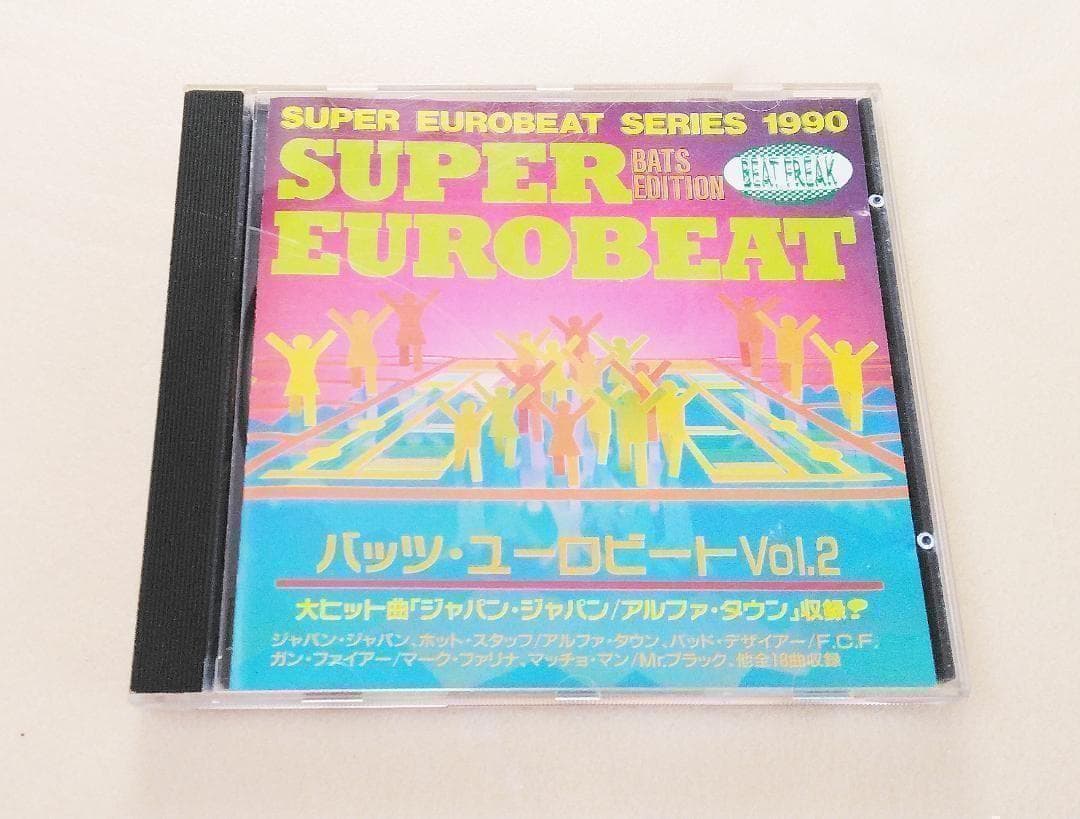 SUPER EUROBEAT SERIES 1990
SUPER
BATS
EDITION
BEAT FREAK
EUROBEAT
バッツ・ユーロビート Vol.2
大ヒット曲「ジャパン・ジャパン/アルファ・タウン」収録!
ジャパン・ジャパン、ホット・スタッフ/アルファ・タウン、バッド・デザイアー/F.C.F.
ガン・ファイアー/マーク・ファリナ、マッチョ・マン/Mr.ブラック、他全18曲収録